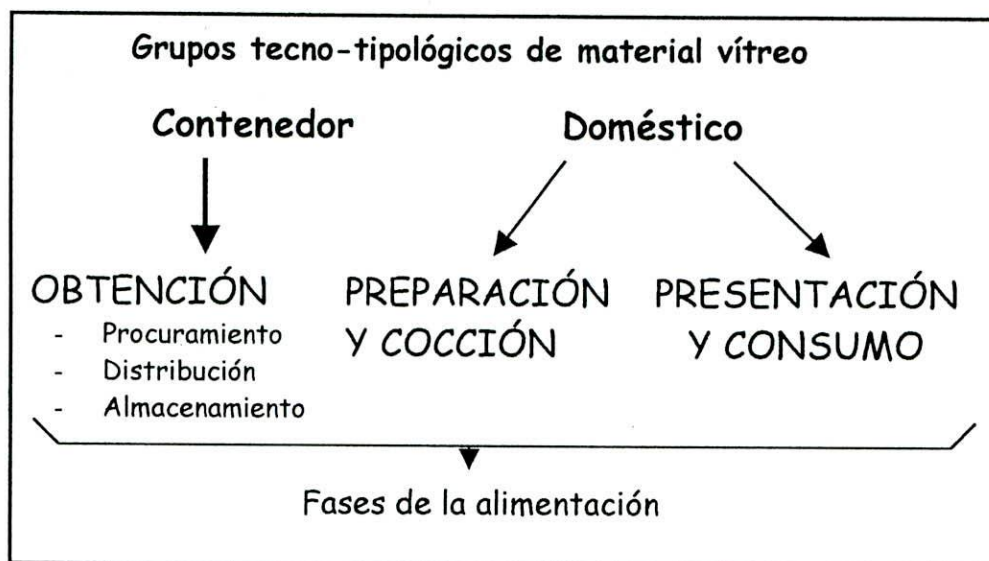 Grupos tecno-tipológicos de material vítreo
Contenedor
Doméstico
OBTENCIÓN
- Procuramiento
- Distribución
- Almacenamiento
PREPARACIÓN
Y COCCIÓN
PRESENTACIÓN
Y CONSUMO
Fases de la alimentación